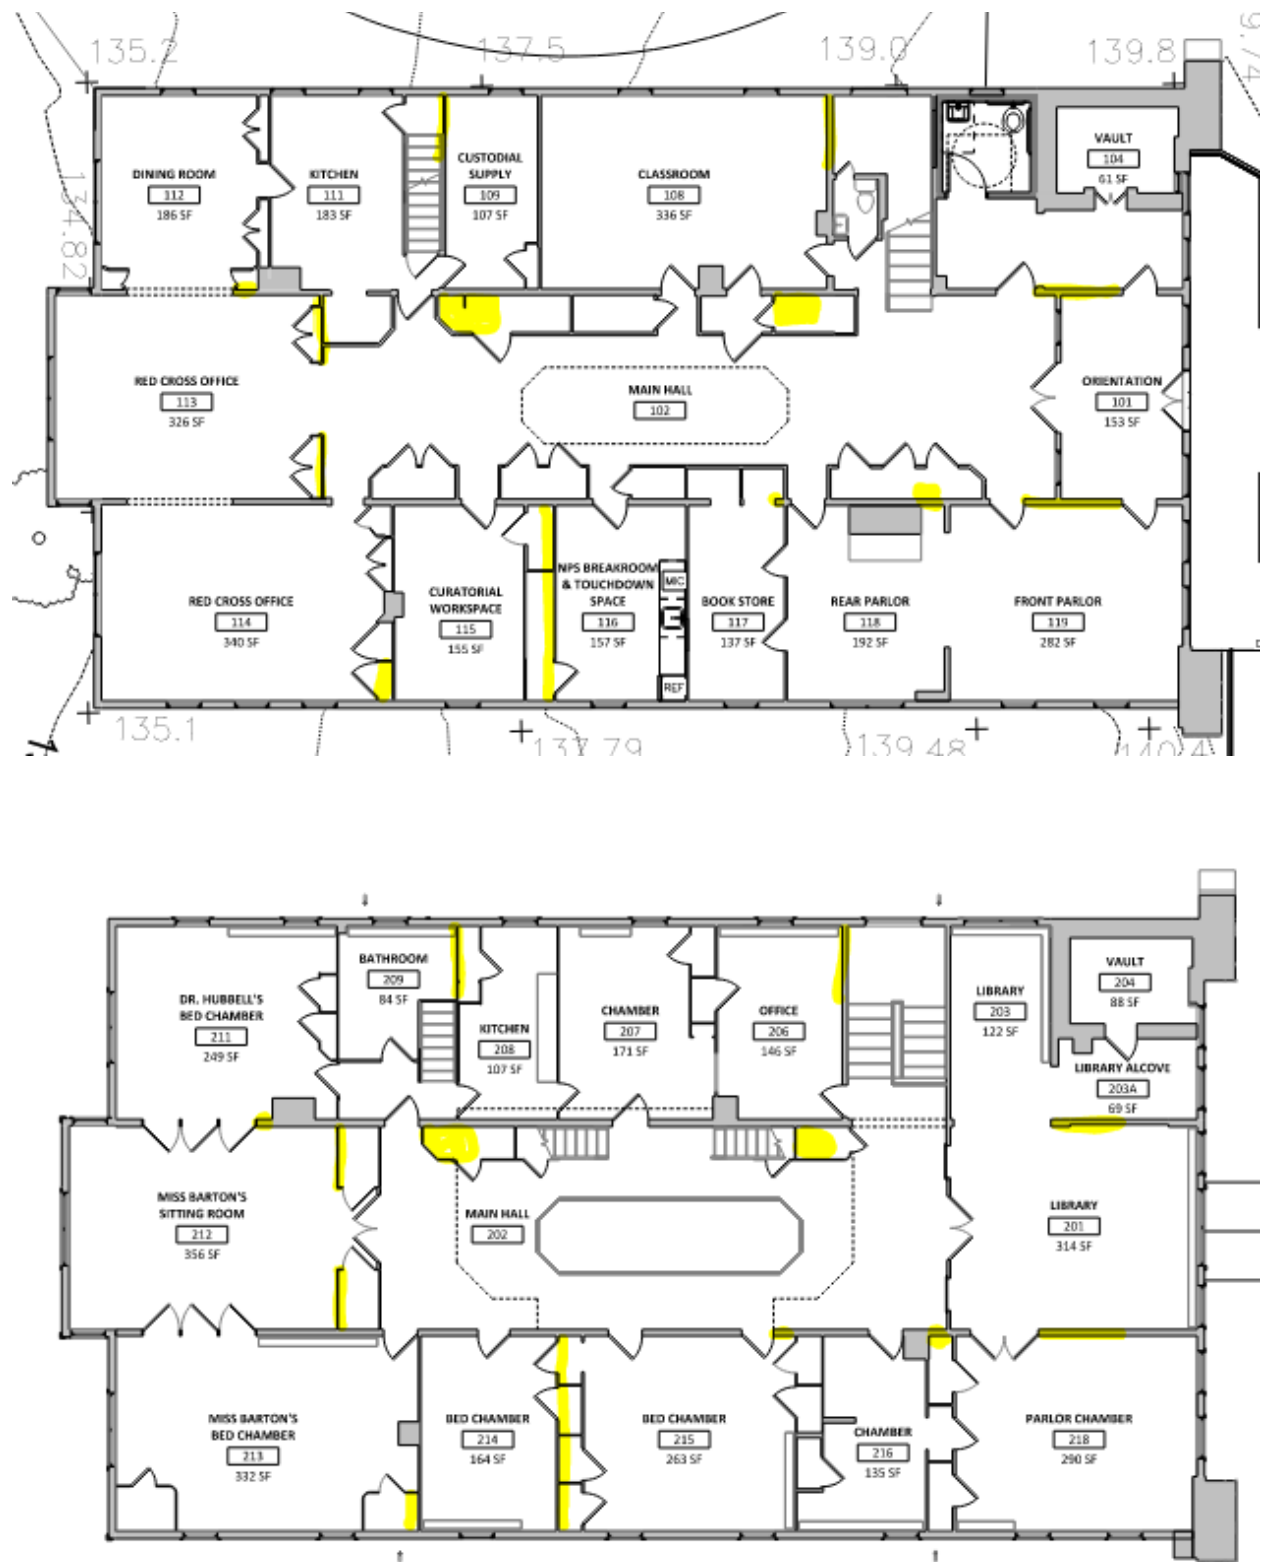 135.2
137.5
139.0
139.8
9.74
134.82
DINING ROOM
112
186 SF
KITCHEN
111
183 SF
CUSTODIAL
SUPPLY
109
107 SF
CLASSROOM
108
336 SF
VAULT
104
61 SF
RED CROSS OFFICE
113
326 SF
MAIN HALL
102
ORIENTATION
101
153 SF
RED CROSS OFFICE
114
340 SF
CURATORIAL
WORKSPACE
115
155 SF
NPS BREAKROOM
& TOUCHDOWN
SPACE
116
157 SF
MIC
REF
BOOK STORE
117
137 SF
REAR PARLOR
118
192 SF
FRONT PARLOR
119
282 SF
135.1
137.79
139.48
140.4
DR. HUBBELL'S
BED CHAMBER
211
249 SF
BATHROOM
209
84 SF
KITCHEN
208
107 SF
CHAMBER
207
171 SF
OFFICE
206
146 SF
LIBRARY
203
122 SF
VAULT
204
88 SF
LIBRARY ALCOVE
203A
69 SF
MISS BARTON'S
SITTING ROOM
212
356 SF
MAIN HALL
202
LIBRARY
201
314 SF
MISS BARTON'S
BED CHAMBER
213
332 SF
BED CHAMBER
214
164 SF
BED CHAMBER
215
263 SF
CHAMBER
216
135 SF
PARLOR CHAMBER
218
290 SF